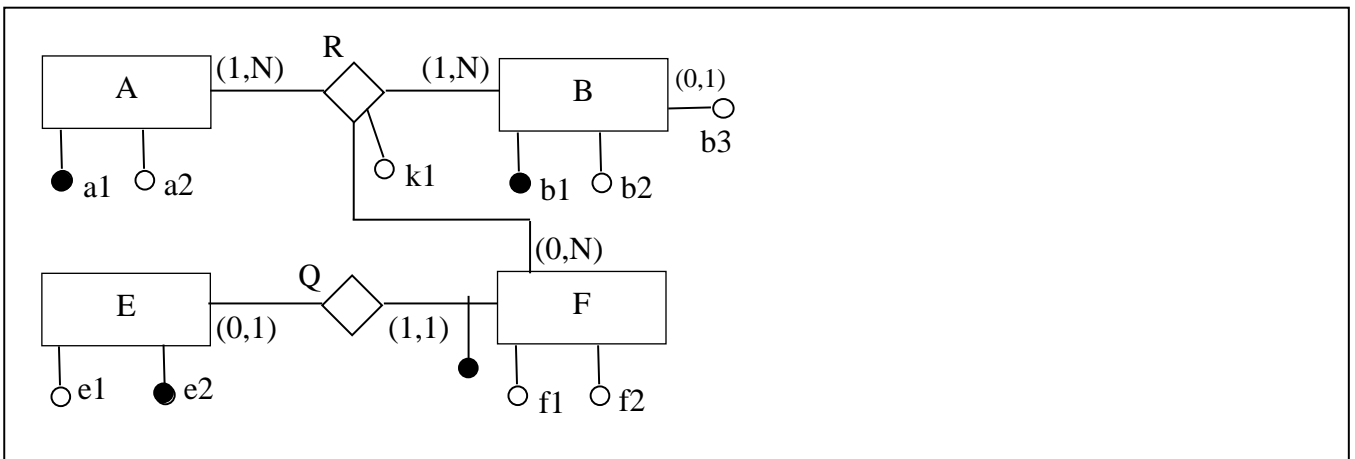 R
A (1,N) (1,N) B (0,1)
b3
a1 a2 k1 b1 b2
(0,N)
Q
E (0,1) (1,1) F
e1 e2 f1 f2